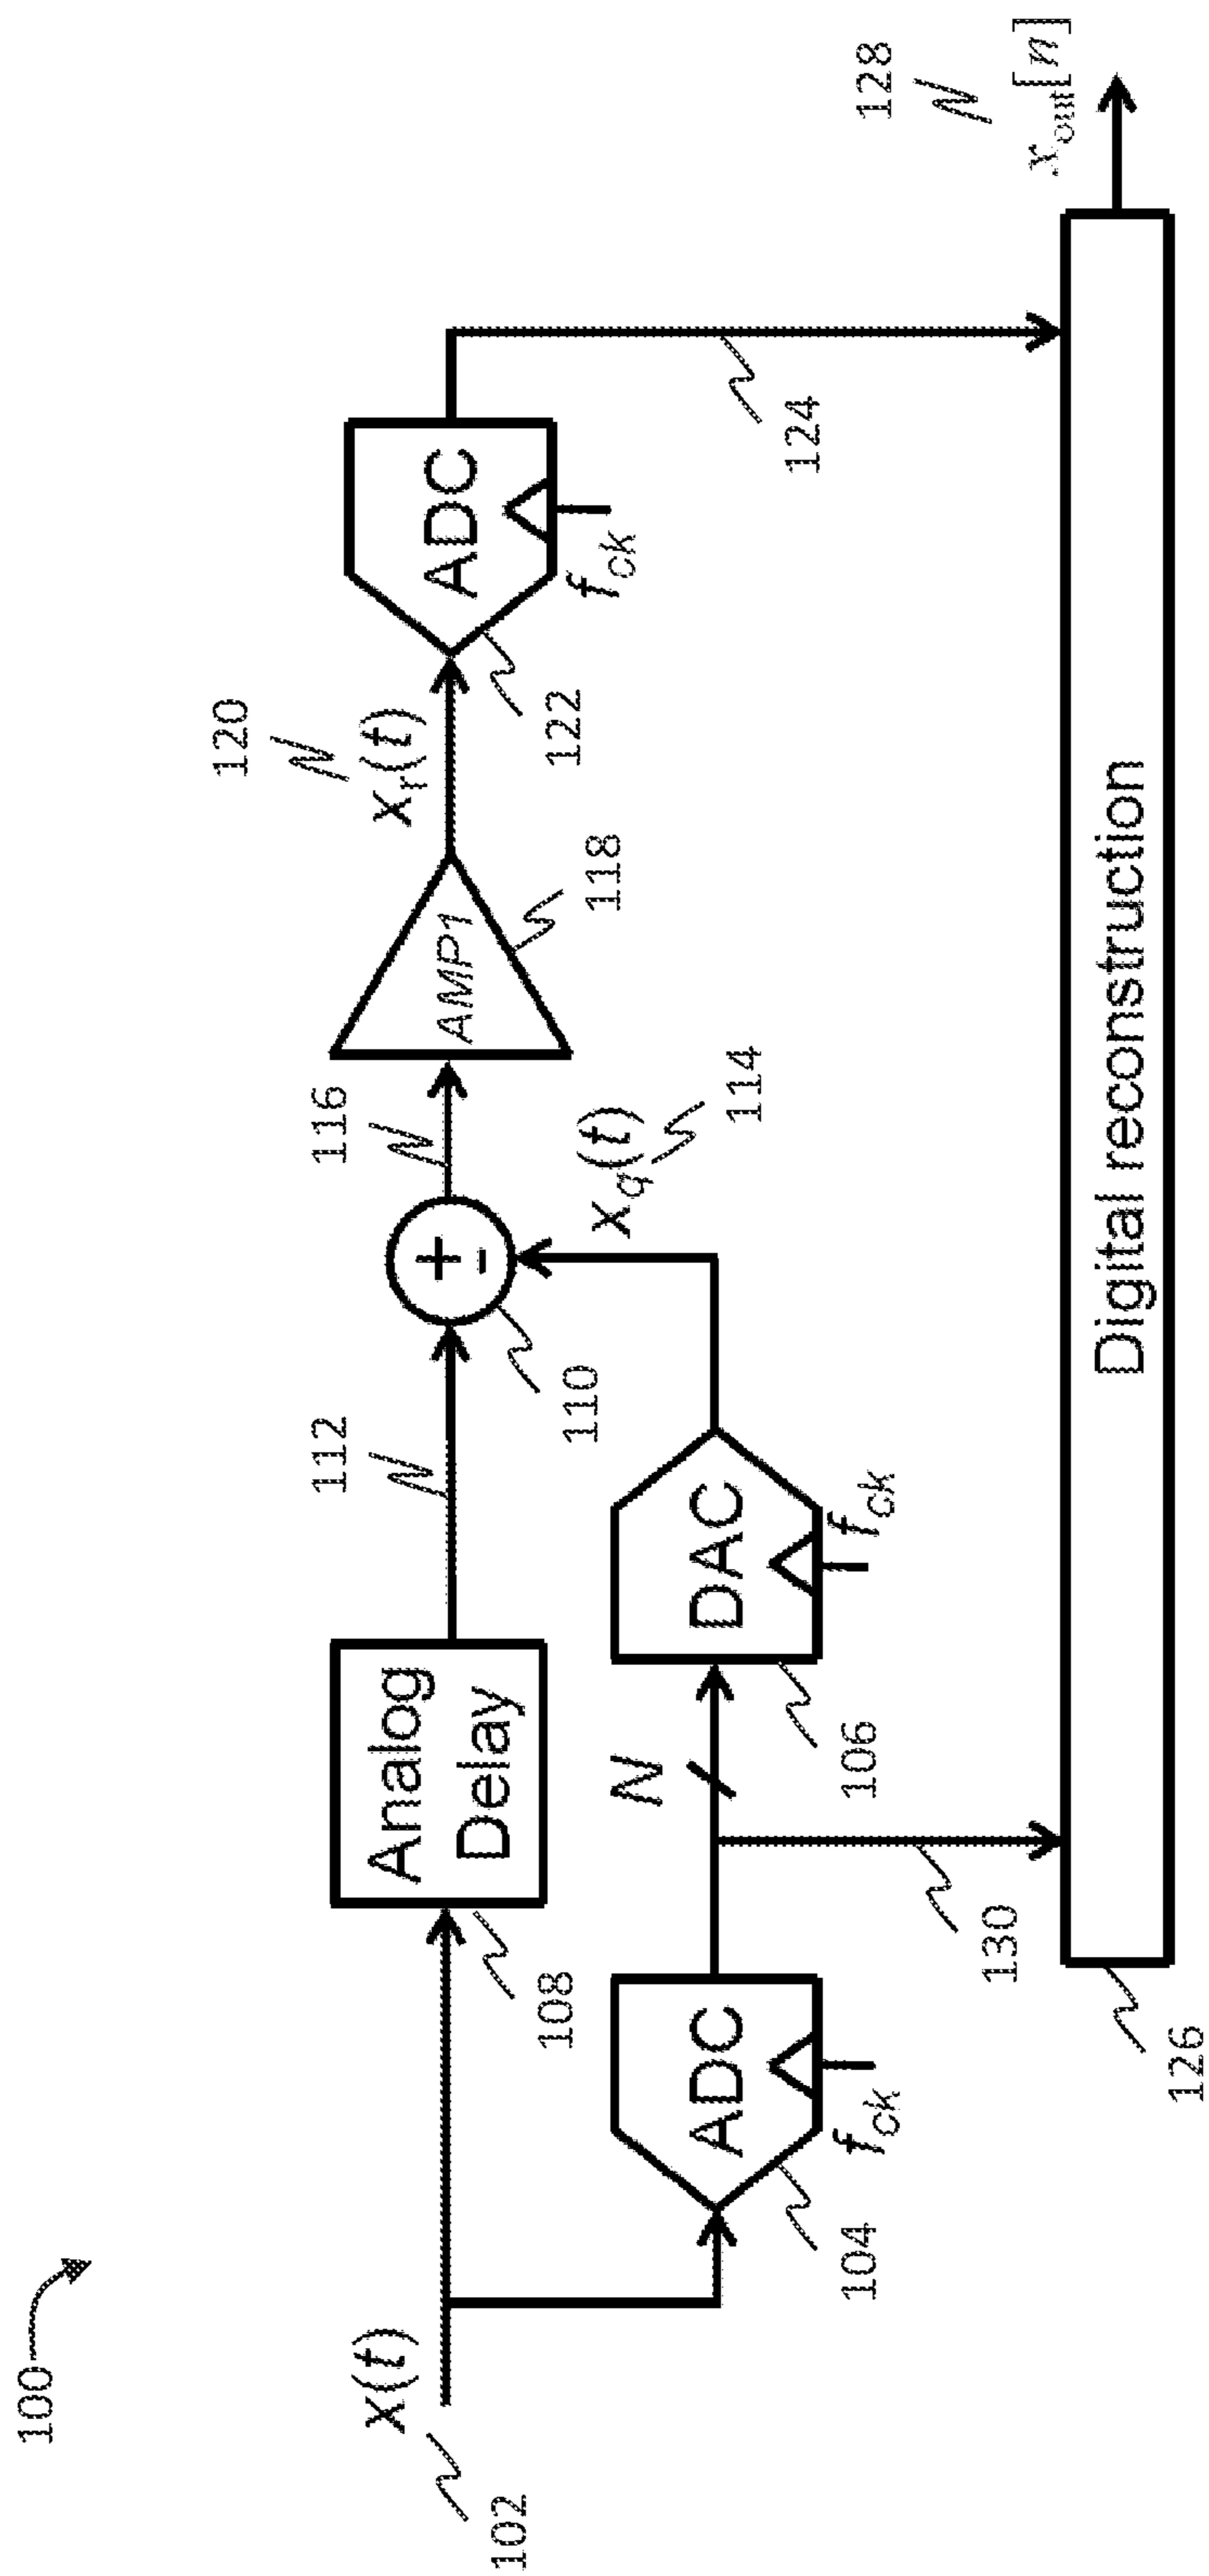 100
x(t)
102
Analog
Delay
108
112
110
116
AMP1
118
120
x_r(t)
ADC
f_ck
122
124
128
x_out[n]
ADC
f_ck
104
N
130
DAC
f_ck
106
x_q(t)
114
+
-
Digital reconstruction
126